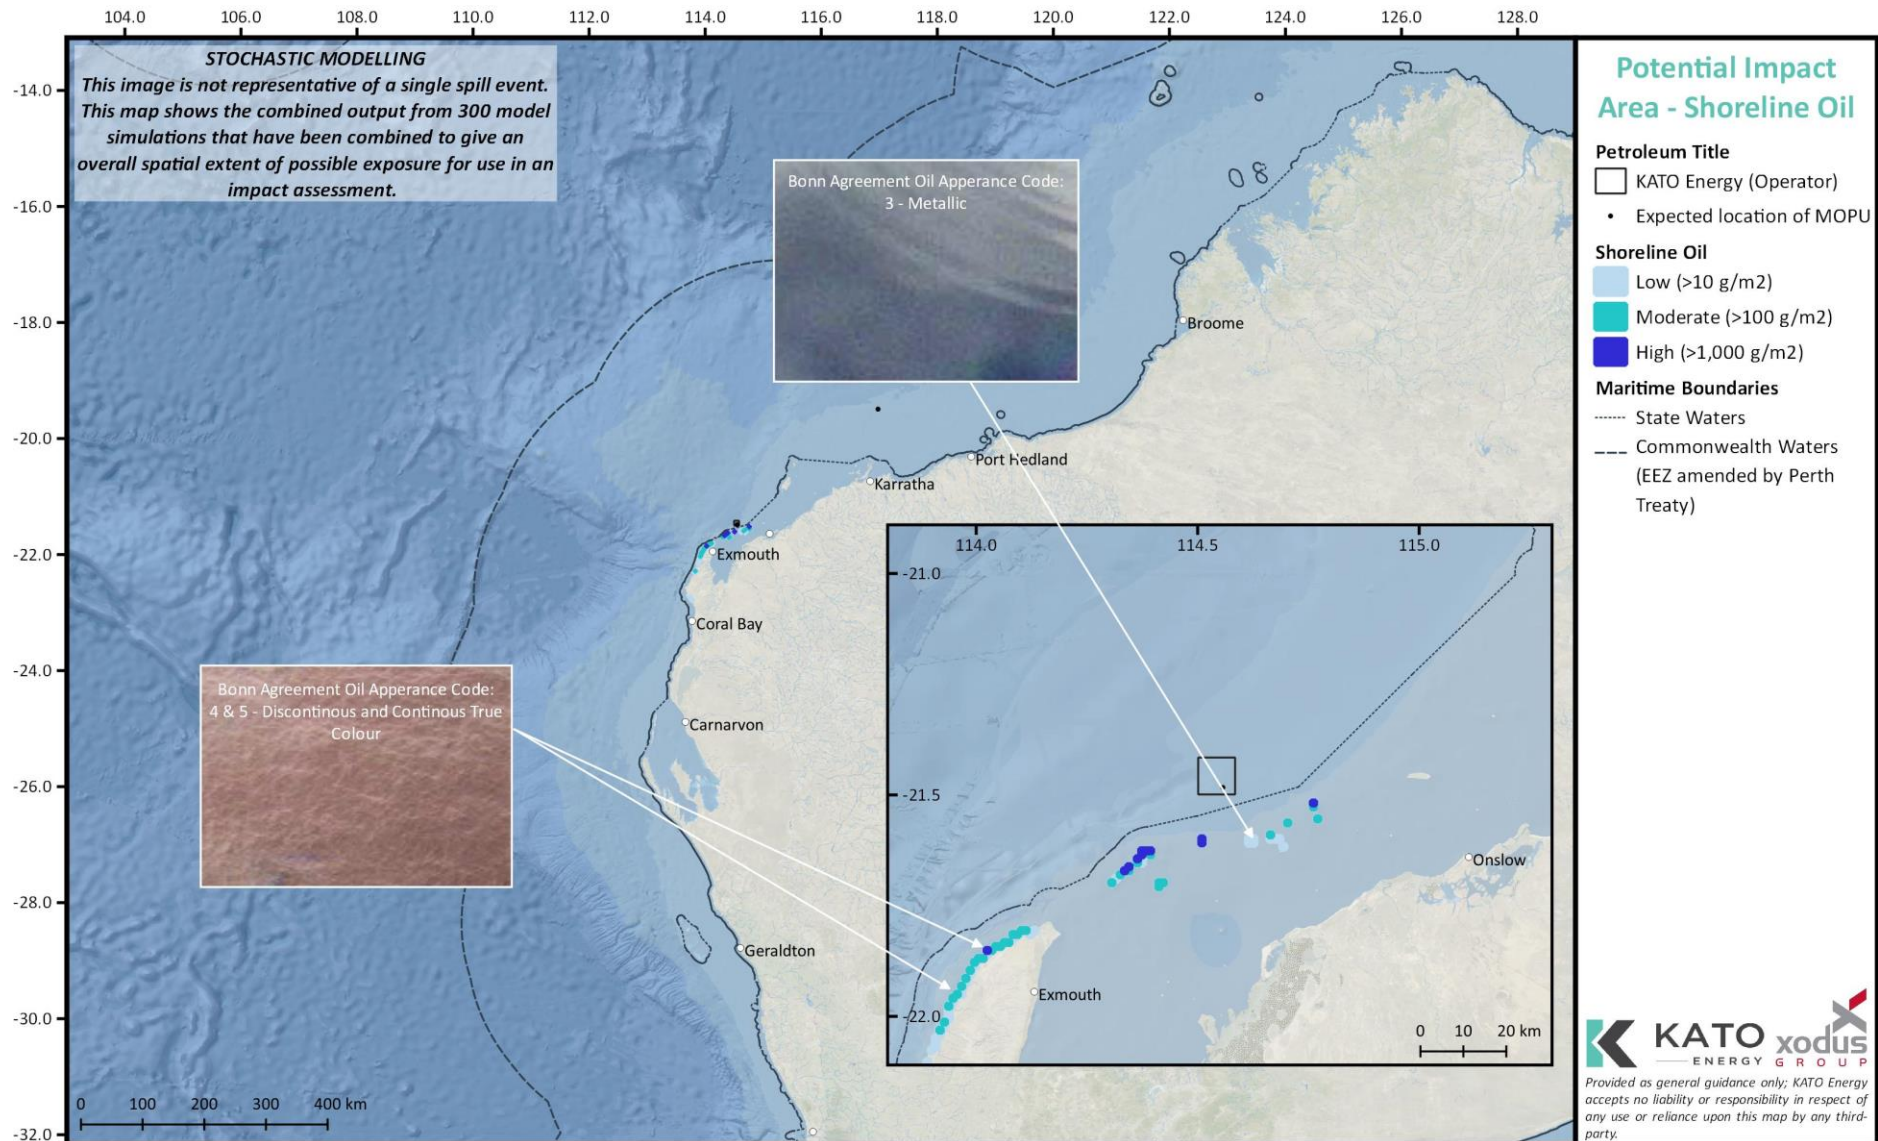 104.0 106.0 108.0 110.0 112.0 114.0 116.0 118.0 120.0 122.0 124.0 126.0 128.0
-14.0
-16.0
-18.0
-20.0
-22.0
-24.0
-26.0
-28.0
-30.0
-32.0
STOCHASTIC MODELLING
This image is not representative of a single spill event.
This map shows the combined output from 300 model
simulations that have been combined to give an
overall spatial extent of possible exposure for use in an
impact assessment.
Bonn Agreement Oil Apperance Code:
3 - Metallic
Broome
Port Hedland
Karratha
Exmouth
Coral Bay
Carnarvon
Geraldton
Bonn Agreement Oil Apperance Code:
4 & 5 - Discontinous and Continous True
Colour
114.0 114.5 115.0
-21.0
-21.5
-22.0
Onslow
Exmouth
0 10 20 km
0 100 200 300 400 km
Potential Impact
Area - Shoreline Oil
Petroleum Title
KATO Energy (Operator)
Expected location of MOPU
Shoreline Oil
Low (>10 g/m2)
Moderate (>100 g/m2)
High (>1,000 g/m2)
Maritime Boundaries
State Waters
Commonwealth Waters
(EEZ amended by Perth
Treaty)
KATO
ENERGY
xodus
GROUP
Provided as general guidance only; KATO Energy
accepts no liability or responsibility in respect of
any use or reliance upon this map by any third-
party.